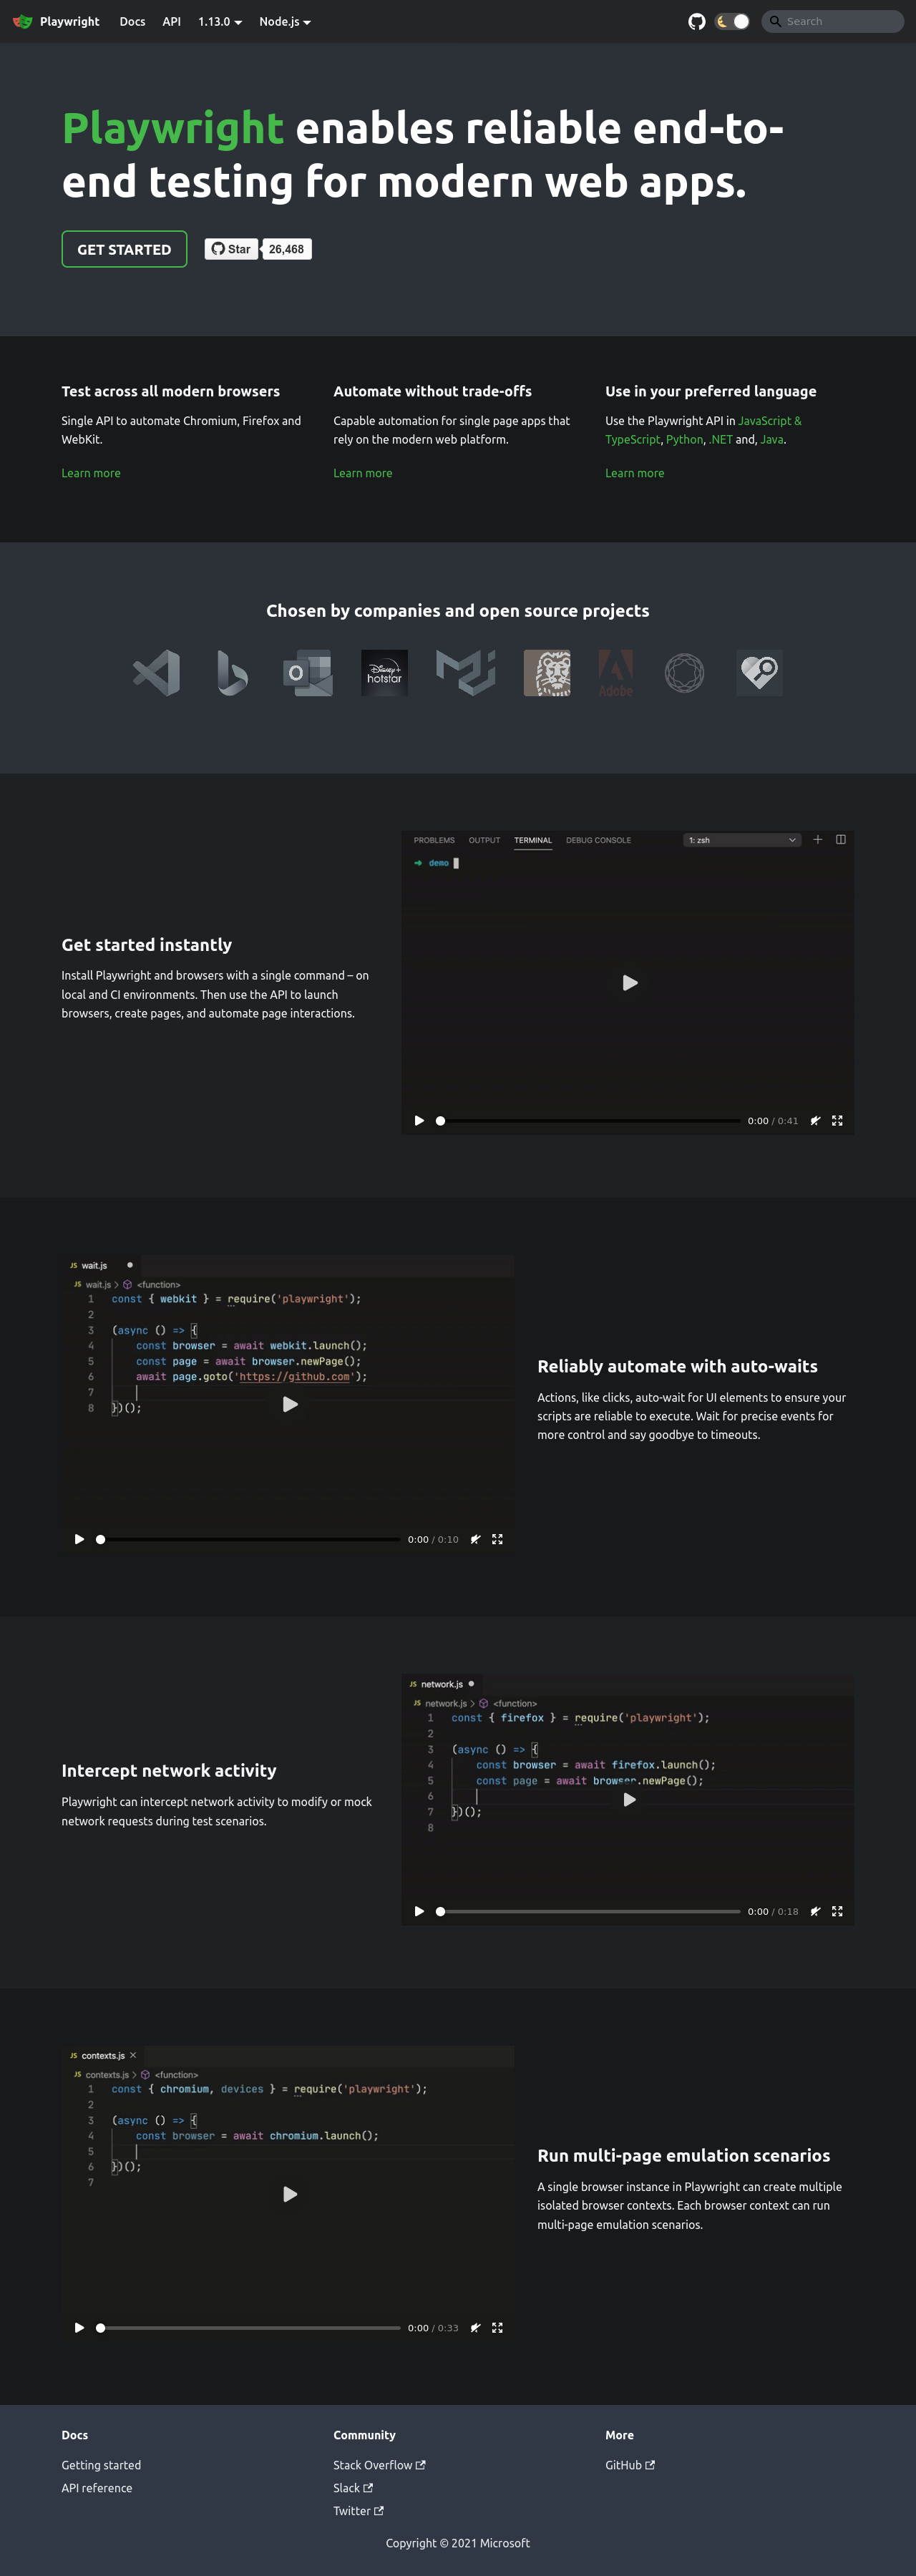 Playwright Docs API 1.13.0 Node.js Search
Playwright enables reliable end-to-
end testing for modern web apps.
GET STARTED Star 26,468
Test across all modern browsers
Single API to automate Chromium, Firefox and
WebKit.
Learn more
Automate without trade-offs
Capable automation for single page apps that
rely on the modern web platform.
Learn more
Use in your preferred language
Use the Playwright API in JavaScript &
TypeScript, Python, .NET and, Java.
Learn more
Chosen by companies and open source projects
O
Disney+
hotstar
Adobe
Get started instantly
Install Playwright and browsers with a single command – on
local and CI environments. Then use the API to launch
browsers, create pages, and automate page interactions.
PROBLEMS OUTPUT TERMINAL DEBUG CONSOLE 1: zsh
➜ demo
0:00 / 0:41
JS wait.js ●
JS wait.js > <function>
1 const { webkit } = require('playwright');
2
3 (async () => {
4 const browser = await webkit.launch();
5 const page = await browser.newPage();
6 await page.goto('https://github.com');
7
8 })();
0:00 / 0:10
Reliably automate with auto-waits
Actions, like clicks, auto-wait for UI elements to ensure your
scripts are reliable to execute. Wait for precise events for
more control and say goodbye to timeouts.
Intercept network activity
Playwright can intercept network activity to modify or mock
network requests during test scenarios.
JS network.js ●
JS network.js > <function>
1 const { firefox } = require('playwright');
2
3 (async () => {
4 const browser = await firefox.launch();
5 const page = await browser.newPage();
6
7 })();
8
0:00 / 0:18
JS contexts.js ×
JS contexts.js > <function>
1 const { chromium, devices } = require('playwright');
2
3 (async () => {
4 const browser = await chromium.launch();
5
6 })();
7
0:00 / 0:33
Run multi-page emulation scenarios
A single browser instance in Playwright can create multiple
isolated browser contexts. Each browser context can run
multi-page emulation scenarios.
Docs
Getting started
API reference
Community
Stack Overflow
Slack
Twitter
More
GitHub
Copyright © 2021 Microsoft